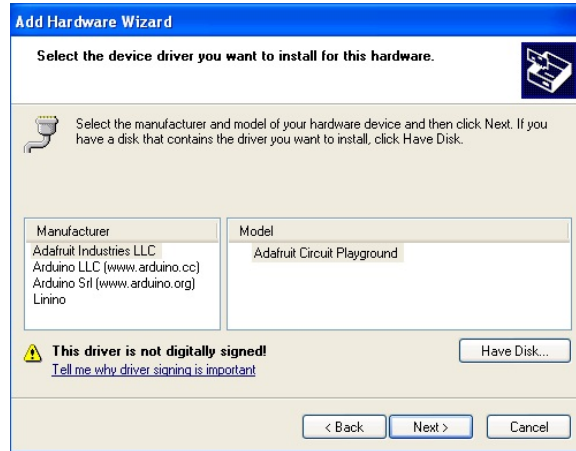 Add Hardware Wizard
Select the device driver you want to install for this hardware.
Select the manufacturer and model of your hardware device and then click Next. If you
have a disk that contains the driver you want to install, click Have Disk.
Manufacturer
Adafruit Industries LLC
Arduino LLC (www.arduino.cc)
Arduino Srl (www.arduino.org)
Linino
Model
Adafruit Circuit Playground
This driver is not digitally signed!
Tell me why driver signing is important
Have Disk...
< Back
Next >
Cancel